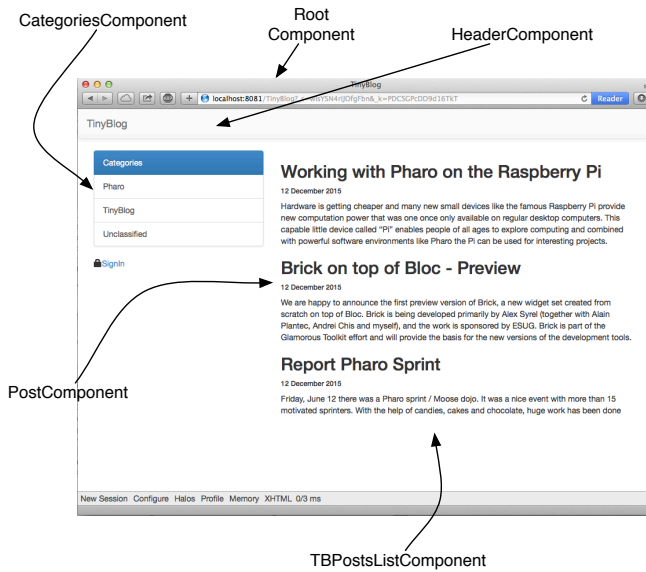 CategoriesComponent
Root
Component
HeaderComponent
TinyBlog
localhost:8081/TinyBlog?
Reader
TinyBlog
Categories
Pharo
TinyBlog
Unclassified
SignIn
Working with Pharo on the Raspberry Pi
12 December 2015
Hardware is getting cheaper and many new small devices like the famous Raspberry Pi provide
new computation power that was one once only available on regular desktop computers. This
capable little device called "Pi" enables people of all ages to explore computing and combined
with powerful software environments like Pharo the Pi can be used for interesting projects.
Brick on top of Bloc - Preview
12 December 2015
We are happy to announce the first preview version of Brick, a new widget set created from
scratch on top of Bloc. Brick is being developed primarily by Alex Syrel (together with Alain
Plantec, Andrei Chis and myself), and the work is sponsored by ESUG. Brick is part of the
Glamorous Toolkit effort and will provide the basis for the new versions of the development tools.
Report Pharo Sprint
12 December 2015
Friday, June 12 there was a Pharo sprint / Moose dojo. It was a nice event with more than 15
motivated sprinters. With the help of candies, cakes and chocolate, huge work has been done
PostComponent
New Session Configure Halos Profile Memory XHTML 0/3 ms
TBPostsListComponent